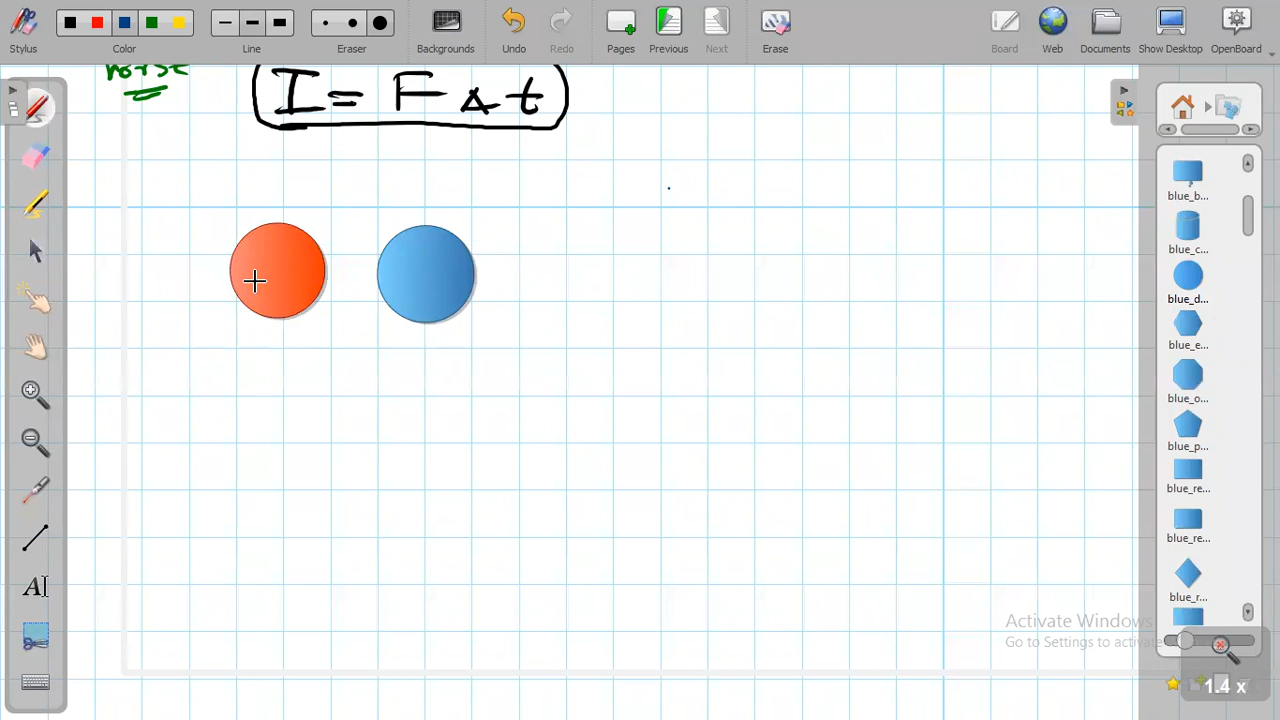 Stylus Color Line Eraser Backgrounds Undo Redo Pages Previous Next Erase Board Web Documents Show Desktop OpenBoard
I = F Δ t
blue_b...
blue_c...
blue_d...
blue_e...
blue_o...
blue_p...
blue_re...
blue_re...
blue_r...
AI
Activate Windows
Go to Settings to activate
1.4 x